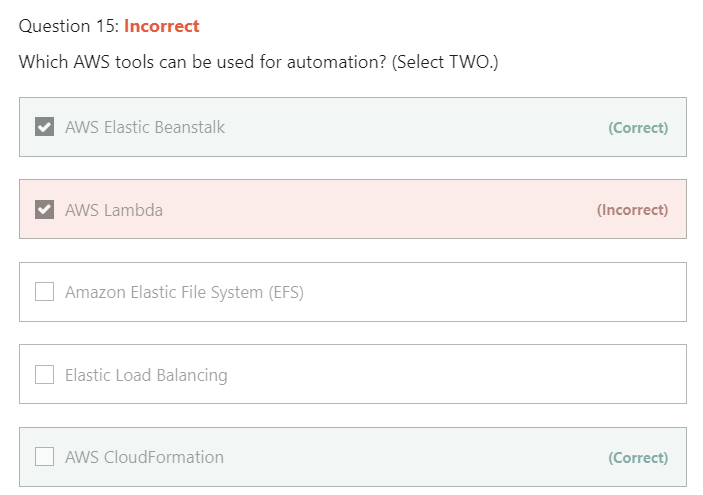 Question 15: Incorrect
Which AWS tools can be used for automation? (Select TWO.)
AWS Elastic Beanstalk (Correct)
AWS Lambda (Incorrect)
Amazon Elastic File System (EFS)
Elastic Load Balancing
AWS CloudFormation (Correct)